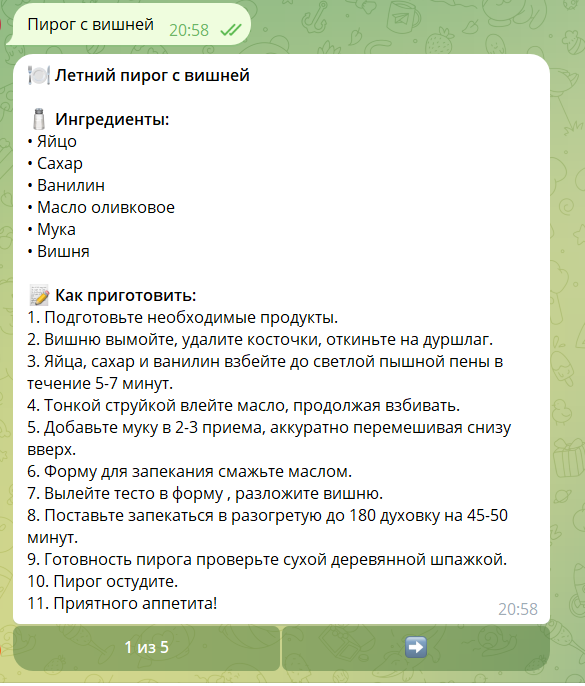 Пирог с вишней 20:58
🍽 Летний пирог с вишней
🧂 Ингредиенты:
• Яйцо
• Сахар
• Ванилин
• Масло оливковое
• Мука
• Вишня
📝 Как приготовить:
1. Подготовьте необходимые продукты.
2. Вишню вымойте, удалите косточки, откиньте на дуршлаг.
3. Яйца, сахар и ванилин взбейте до светлой пышной пены в
течение 5-7 минут.
4. Тонкой струйкой влейте масло, продолжая взбивать.
5. Добавьте муку в 2-3 приема, аккуратно перемешивая снизу
вверх.
6. Форму для запекания смажьте маслом.
7. Вылейте тесто в форму , разложите вишню.
8. Поставьте запекаться в разогретую до 180 духовку на 45-50
минут.
9. Готовность пирога проверьте сухой деревянной шпажкой.
10. Пирог остудите.
11. Приятного аппетита!
20:58
1 из 5 ➡